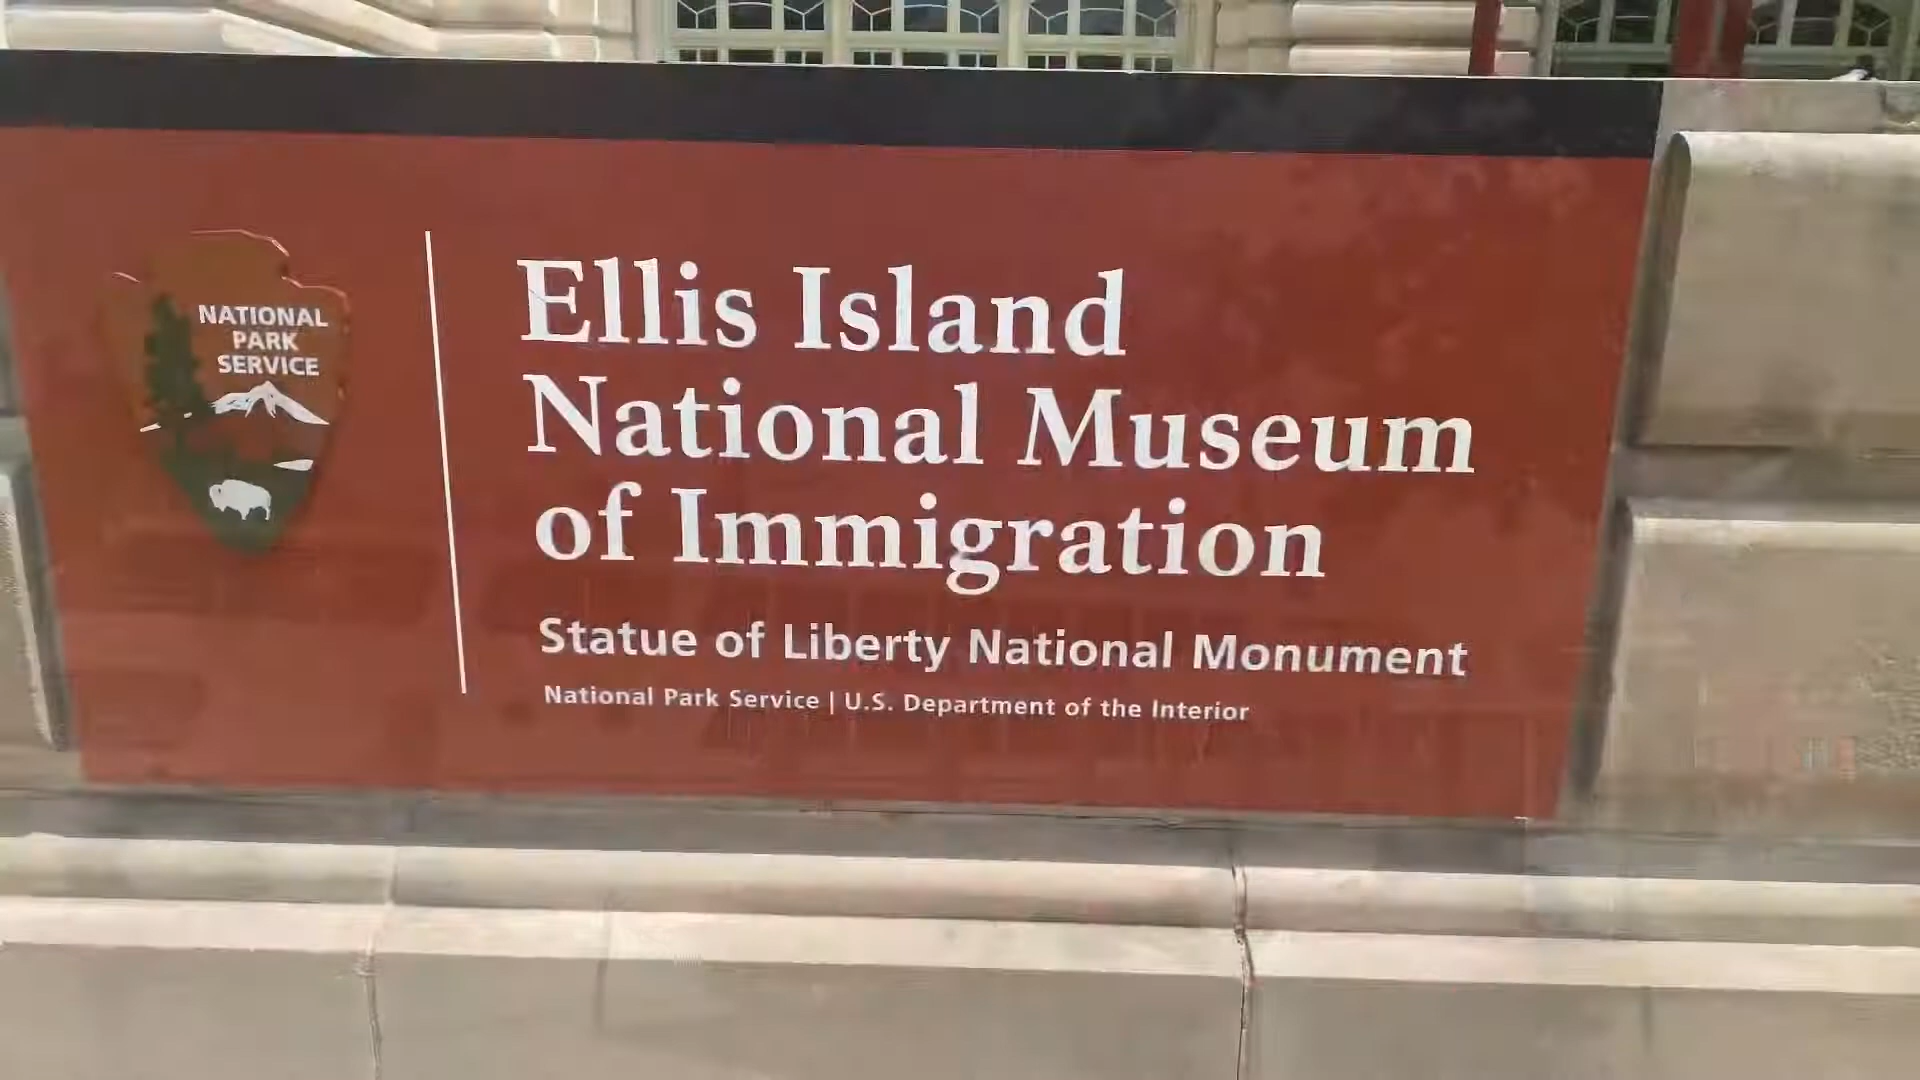 NATIONAL
PARK
SERVICE
Ellis Island
National Museum
of Immigration
Statue of Liberty National Monument
National Park Service | U.S. Department of the Interior